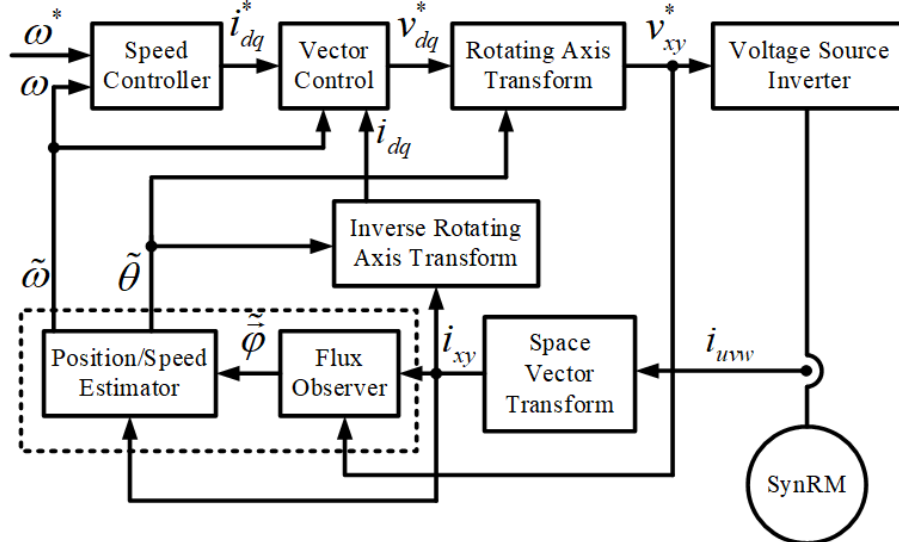 ω*
ω
Speed
Controller
i*dq
Vector
Control
v*dq
Rotating Axis
Transform
v*xy
Voltage Source
Inverter
idq
Inverse Rotating
Axis Transform
ω̃
θ̃
Position/Speed
Estimator
φ⃗̃
Flux
Observer
ixy
Space
Vector
Transform
iuvw
SynRM